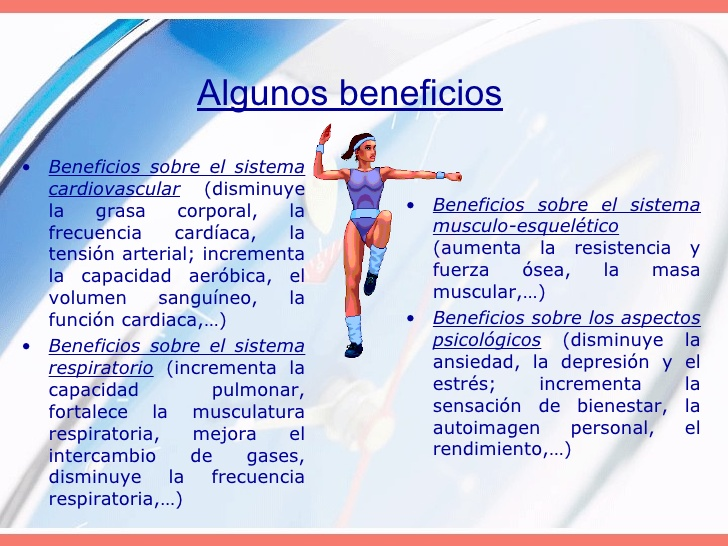 Algunos beneficios
• Beneficios sobre el sistema
cardiovascular (disminuye
la grasa corporal, la
frecuencia cardíaca, la
tensión arterial; incrementa
la capacidad aeróbica, el
volumen sanguíneo, la
función cardiaca,…)
• Beneficios sobre el sistema
respiratorio (incrementa la
capacidad pulmonar,
fortalece la musculatura
respiratoria, mejora el
intercambio de gases,
disminuye la frecuencia
respiratoria,…)
• Beneficios sobre el sistema
musculo-esquelético
(aumenta la resistencia y
fuerza ósea, la masa
muscular,…)
• Beneficios sobre los aspectos
psicológicos (disminuye la
ansiedad, la depresión y el
estrés; incrementa la
sensación de bienestar, la
autoimagen personal, el
rendimiento,…)